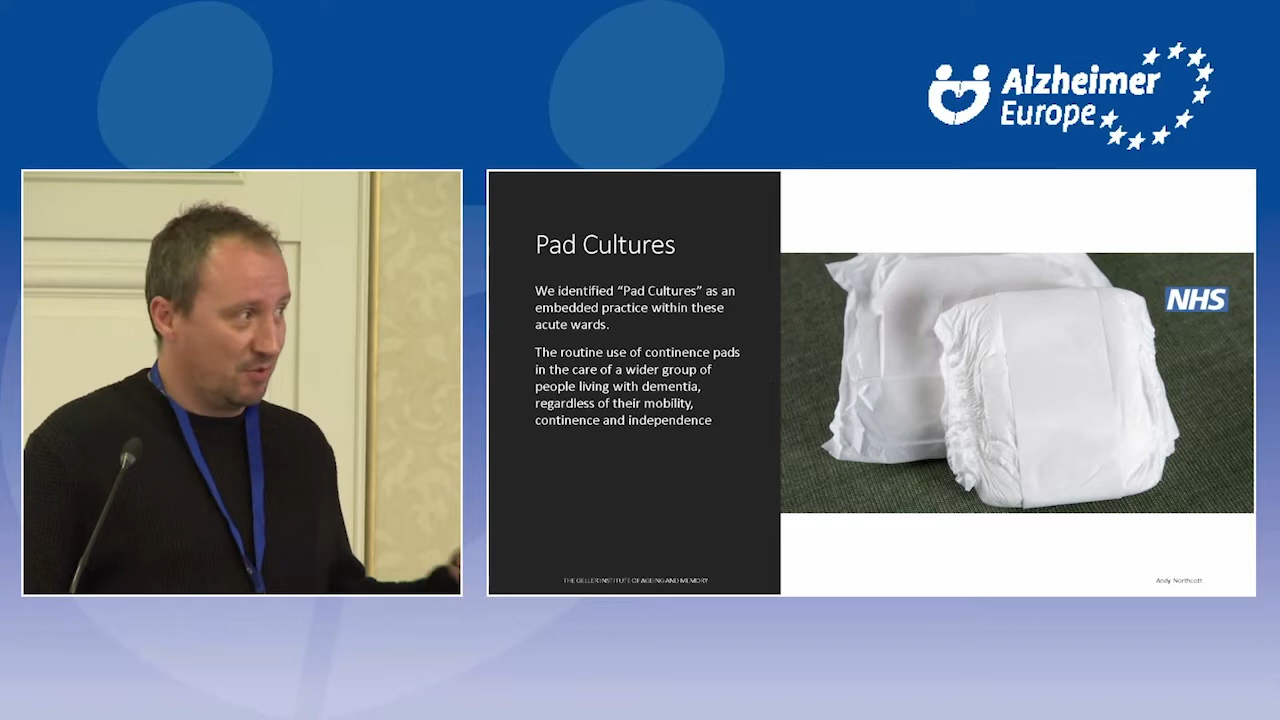 Alzheimer
Europe
Pad Cultures
We identified “Pad Cultures” as an
embedded practice within these
acute wards.
The routine use of continence pads
in the care of a wider group of
people living with dementia,
regardless of their mobility,
continence and independence
NHS
THE GELLER INSTITUTE OF AGEING AND MEMORY
Andy Northcott